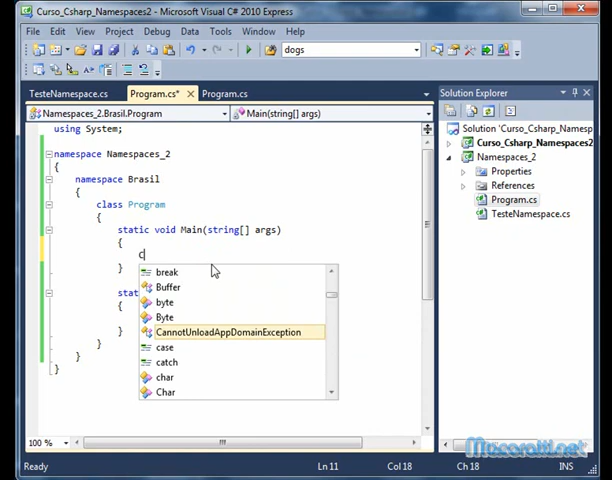 Curso_Csharp_Namespaces2 - Microsoft Visual C# 2010 Express
File Edit View Project Debug Data Tools Window Help
dogs
TesteNamespace.cs Program.cs* Program.cs
Namespaces_2.Brasil.Program Main(string[] args)
using System;
namespace Namespaces_2
{
namespace Brasil
{
class Program
{
static void Main(string[] args)
{
C
}
break
Buffer
byte
Byte
CannotUnloadAppDomainException
case
catch
char
Char
stat
{
}
}
}
}
Solution Explorer
Solution 'Curso_Csharp_Namesp
Curso_Csharp_Namespaces2
Namespaces_2
Properties
References
Program.cs
TesteNamespace.cs
100 %
Macoratti.net
Ready Ln 11 Col 18 Ch 18 INS